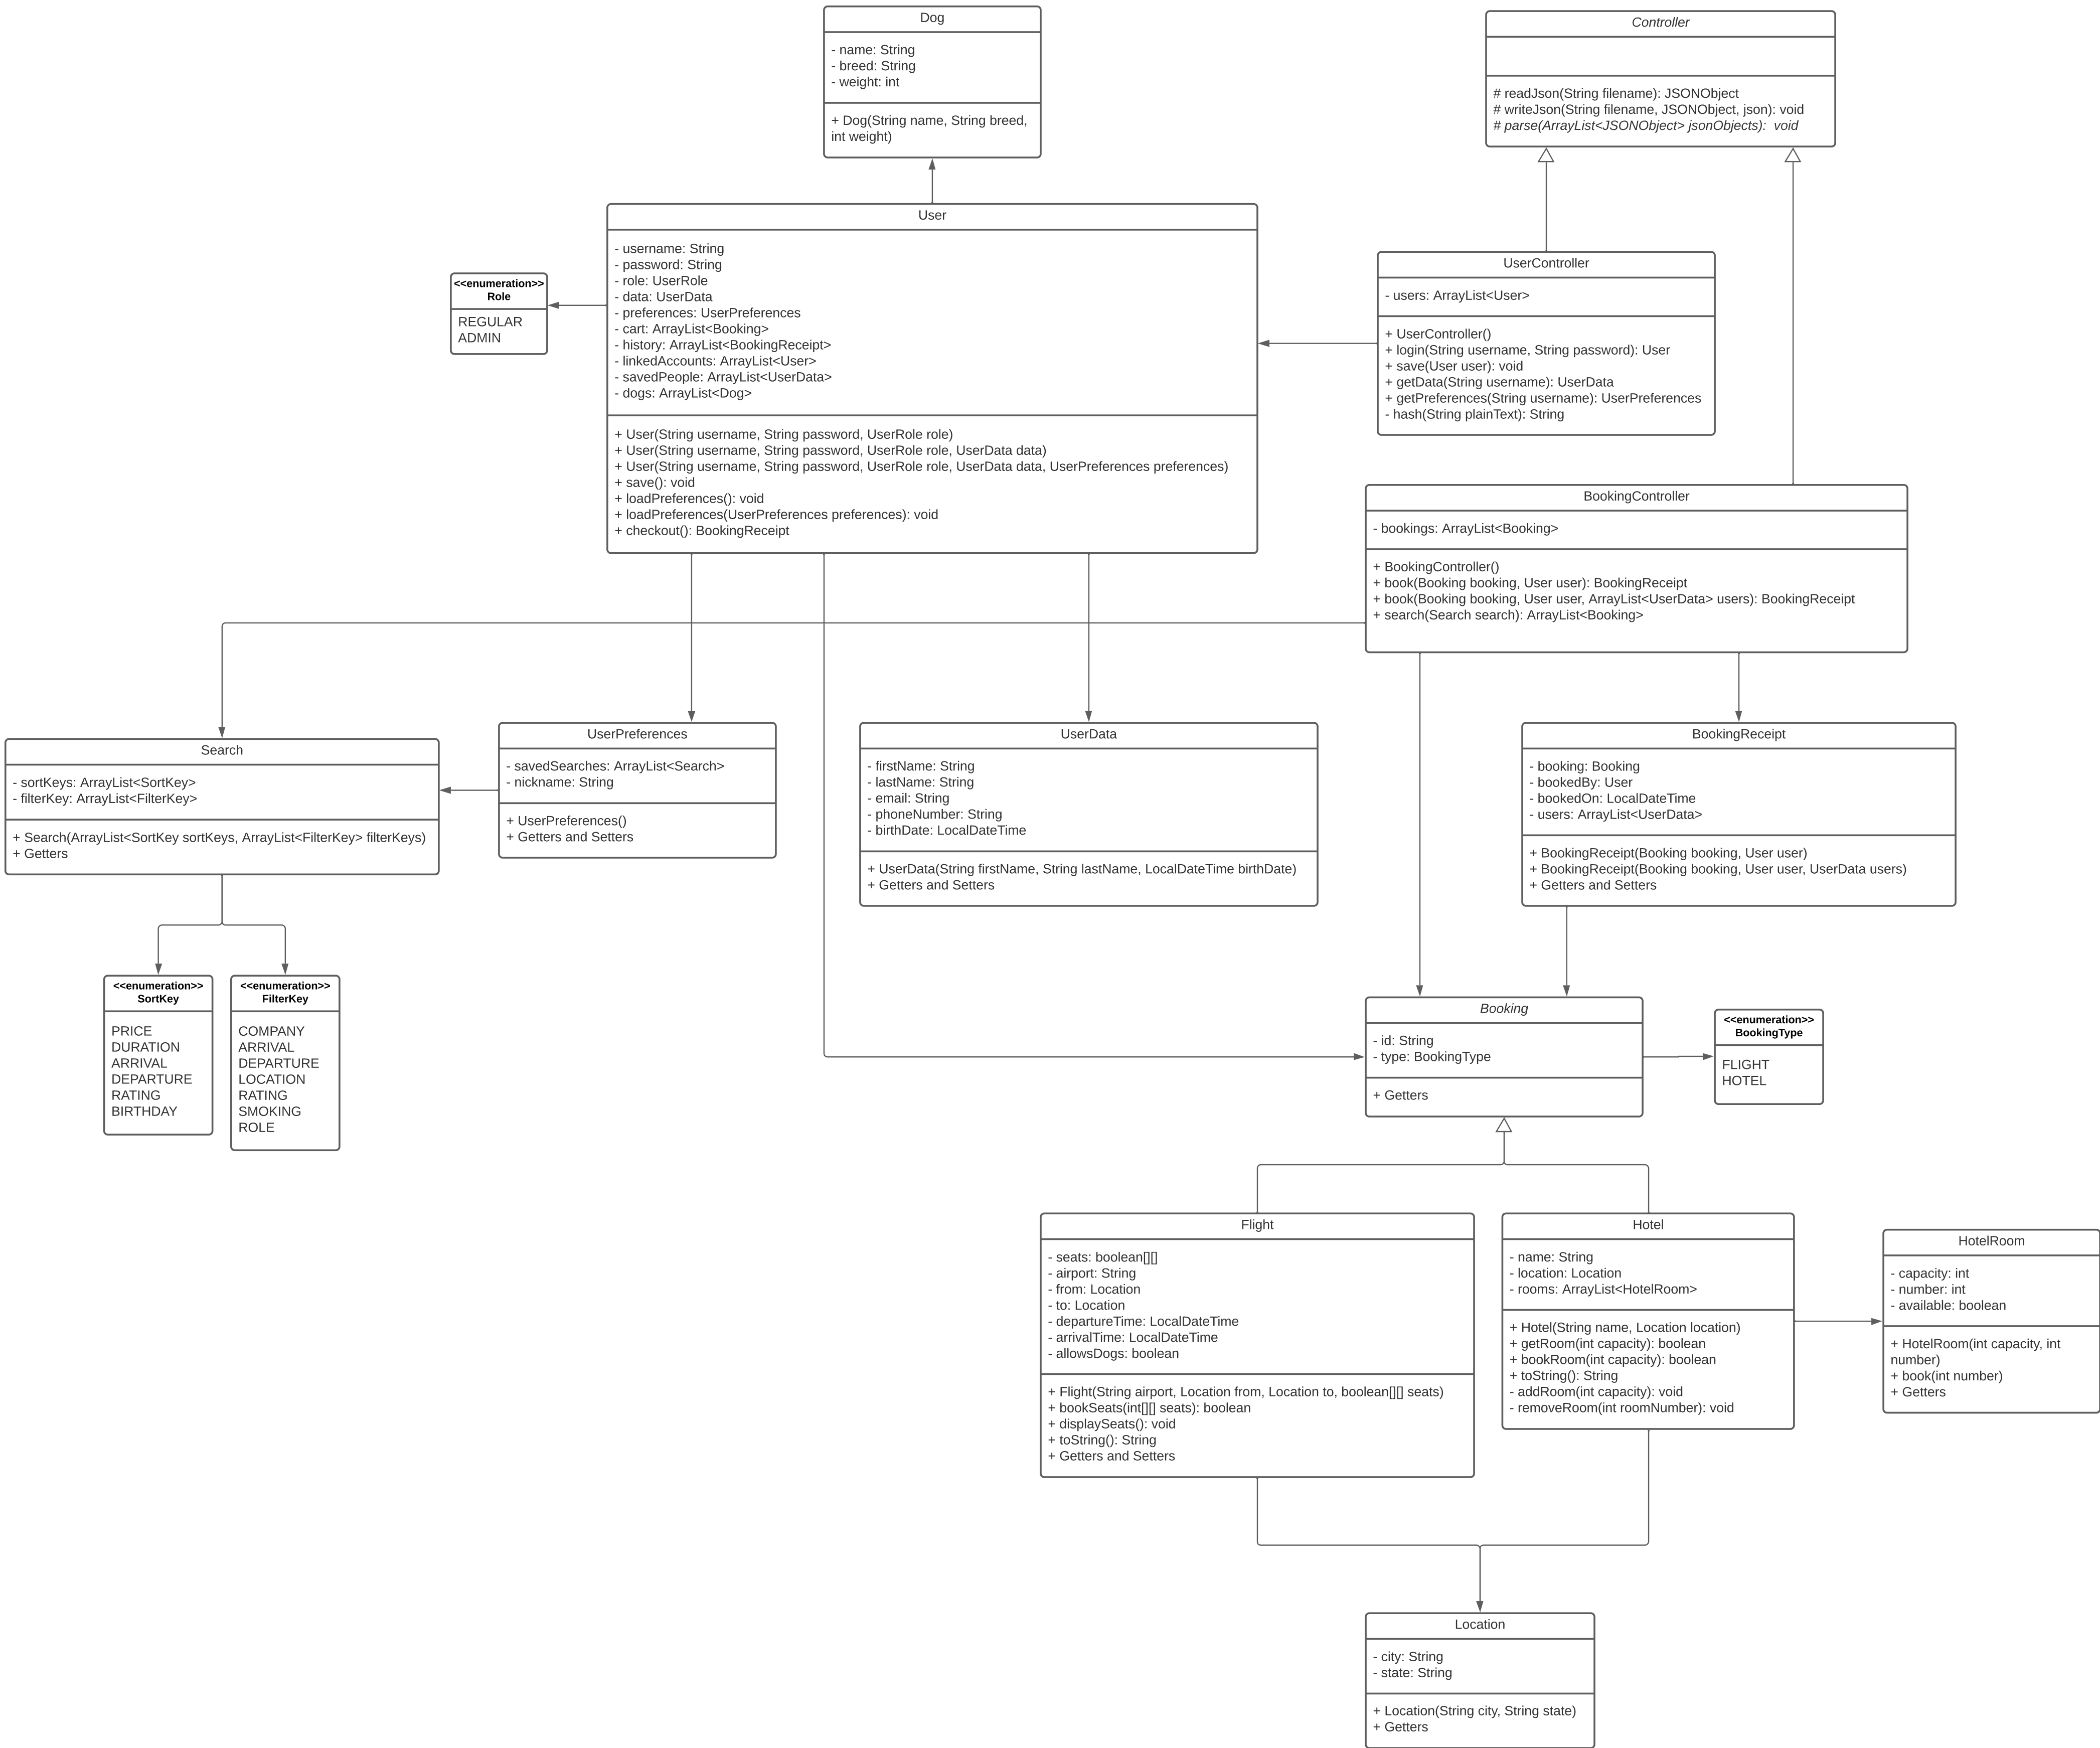 Dog
- name: String
- breed: String
- weight: int
+ Dog(String name, String breed,
int weight)
Controller
# readJson(String filename): JSONObject
# writeJson(String filename, JSONObject, json): void
# parse(ArrayList<JSONObject> jsonObjects):  void
User
- username: String
- password: String
- role: UserRole
- data: UserData
- preferences: UserPreferences
- cart: ArrayList<Booking>
- history: ArrayList<BookingReceipt>
- linkedAccounts: ArrayList<User>
- savedPeople: ArrayList<UserData>
- dogs: ArrayList<Dog>
+ User(String username, String password, UserRole role)
+ User(String username, String password, UserRole role, UserData data)
+ User(String username, String password, UserRole role, UserData data, UserPreferences preferences)
+ save(): void
+ loadPreferences(): void
+ loadPreferences(UserPreferences preferences): void
+ checkout(): BookingReceipt
<<enumeration>>
Role
REGULAR
ADMIN
UserController
- users: ArrayList<User>
+ UserController()
+ login(String username, String password): User
+ save(User user): void
+ getData(String username): UserData
+ getPreferences(String username): UserPreferences
- hash(String plainText): String
BookingController
- bookings: ArrayList<Booking>
+ BookingController()
+ book(Booking booking, User user): BookingReceipt
+ book(Booking booking, User user, ArrayList<UserData> users): BookingReceipt
+ search(Search search): ArrayList<Booking>
Search
- sortKeys: ArrayList<SortKey>
- filterKey: ArrayList<FilterKey>
+ Search(ArrayList<SortKey sortKeys, ArrayList<FilterKey> filterKeys)
+ Getters
UserPreferences
- savedSearches: ArrayList<Search>
- nickname: String
+ UserPreferences()
+ Getters and Setters
UserData
- firstName: String
- lastName: String
- email: String
- phoneNumber: String
- birthDate: LocalDateTime
+ UserData(String firstName, String lastName, LocalDateTime birthDate)
+ Getters and Setters
BookingReceipt
- booking: Booking
- bookedBy: User
- bookedOn: LocalDateTime
- users: ArrayList<UserData>
+ BookingReceipt(Booking booking, User user)
+ BookingReceipt(Booking booking, User user, UserData users)
+ Getters and Setters
<<enumeration>>
SortKey
PRICE
DURATION
ARRIVAL
DEPARTURE
RATING
BIRTHDAY
<<enumeration>>
FilterKey
COMPANY
ARRIVAL
DEPARTURE
LOCATION
RATING
SMOKING
ROLE
Booking
- id: String
- type: BookingType
+ Getters
<<enumeration>>
BookingType
FLIGHT
HOTEL
Flight
- seats: boolean[][]
- airport: String
- from: Location
- to: Location
- departureTime: LocalDateTime
- arrivalTime: LocalDateTime
- allowsDogs: boolean
+ Flight(String airport, Location from, Location to, boolean[][] seats)
+ bookSeats(int[][] seats): boolean
+ displaySeats(): void
+ toString(): String
+ Getters and Setters
Hotel
- name: String
- location: Location
- rooms: ArrayList<HotelRoom>
+ Hotel(String name, Location location)
+ getRoom(int capacity): boolean
+ bookRoom(int capacity): boolean
+ toString(): String
- addRoom(int capacity): void
- removeRoom(int roomNumber): void
HotelRoom
- capacity: int
- number: int
- available: boolean
+ HotelRoom(int capacity, int
number)
+ book(int number)
+ Getters
Location
- city: String
- state: String
+ Location(String city, String state)
+ Getters